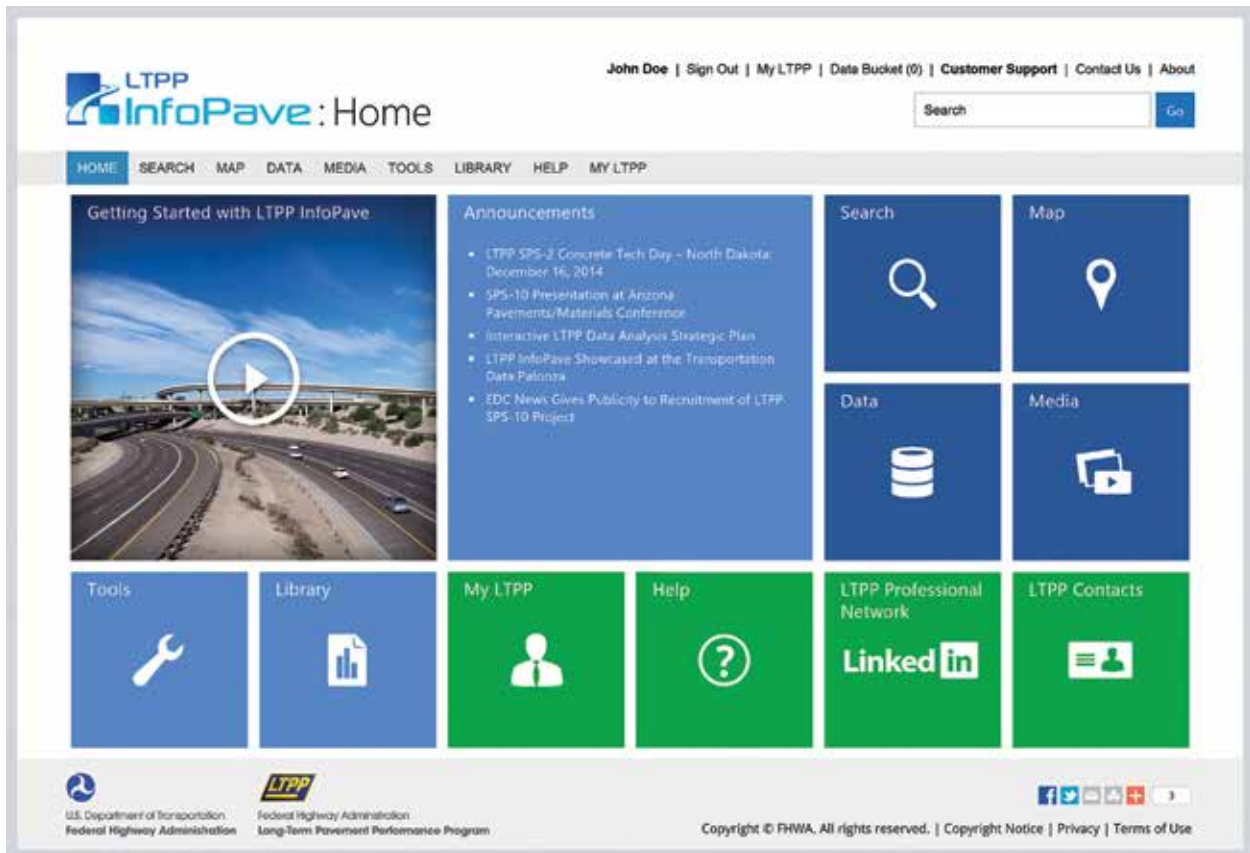 John Doe | Sign Out | My LTPP | Data Bucket (0) | Customer Support | Contact Us | About
LTPP
InfoPave : Home
Search
Go
HOME SEARCH MAP DATA MEDIA TOOLS LIBRARY HELP MY LTPP
Getting Started with LTPP InfoPave
Announcements
• LTPP SPS-2 Concrete Tech Day – North Dakota:
December 16, 2014
• SPS-10 Presentation at Arizona
Pavements/Materials Conference
• Interactive LTPP Data Analysis Strategic Plan
• LTPP InfoPave Showcased at the Transportation
Data Palooza
• EDC News Gives Publicity to Recruitment of LTPP
SPS-10 Project
Search
Map
Data
Media
Tools
Library
My LTPP
Help
LTPP Professional
Network
Linked in
LTPP Contacts
U.S. Department of Transportation
Federal Highway Administration
LTPP
Federal Highway Administration
Long-Term Pavement Performance Program
3
Copyright © FHWA. All rights reserved. | Copyright Notice | Privacy | Terms of Use